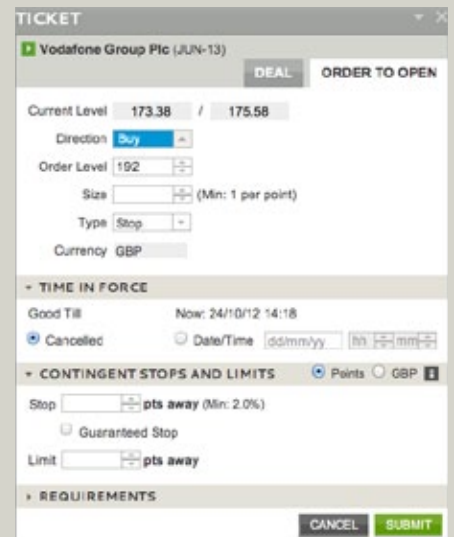 TICKET
Vodafone Group Plc (JUN-13)
DEAL ORDER TO OPEN
Current Level 173.38 / 175.58
Direction Buy
Order Level 192
Size (Min: 1 per point)
Type Stop
Currency GBP
TIME IN FORCE
Good Till Now: 24/10/12 14:18
Cancelled Date/Time dd/mm/yy hh mm
CONTINGENT STOPS AND LIMITS Points GBP
Stop pts away (Min: 2.0%)
Guaranteed Stop
Limit pts away
REQUIREMENTS
CANCEL SUBMIT